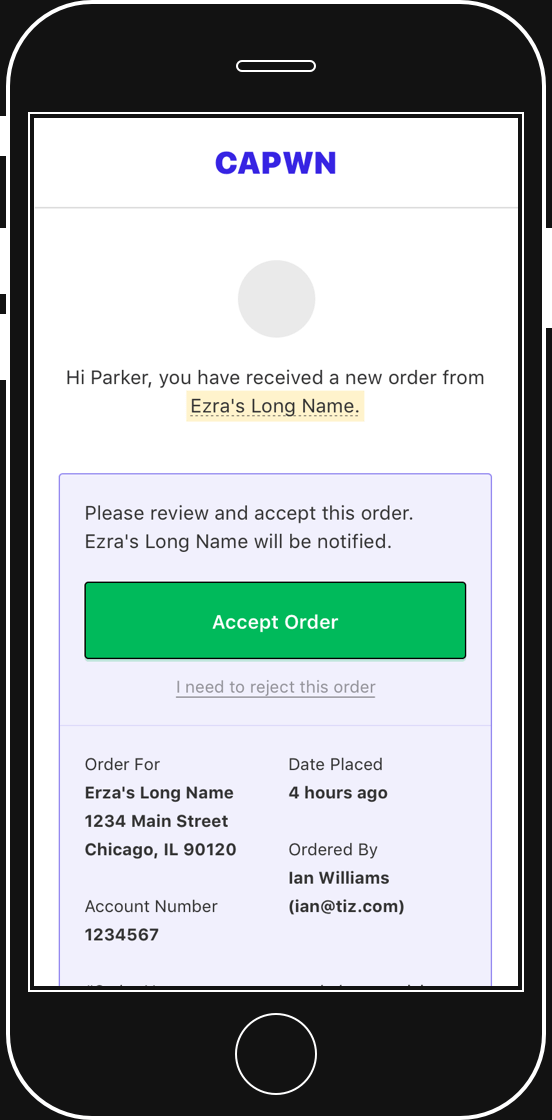 CAPWN
Hi Parker, you have received a new order from
Ezra's Long Name.
Please review and accept this order.
Ezra's Long Name will be notified.
Accept Order
I need to reject this order
Order For
Erza's Long Name
1234 Main Street
Chicago, IL 90120
Account Number
1234567
Date Placed
4 hours ago
Ordered By
Ian Williams
(ian@tiz.com)